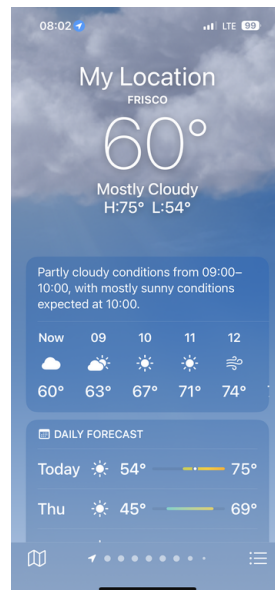 08:02 LTE 99
My Location
FRISCO
60°
Mostly Cloudy
H:75° L:54°
Partly cloudy conditions from 09:00–
10:00, with mostly sunny conditions
expected at 10:00.
Now 09 10 11 12
60° 63° 67° 71° 74°
DAILY FORECAST
Today 54° 75°
Thu 45° 69°